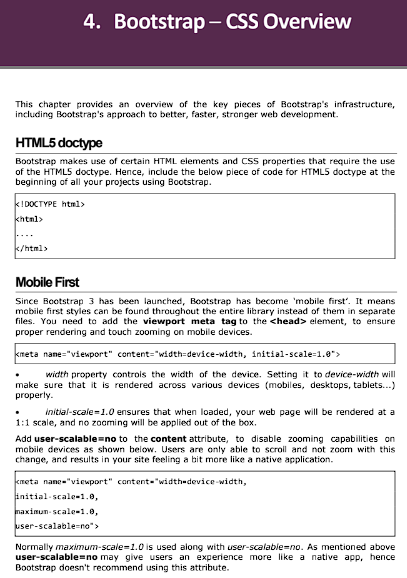 4. Bootstrap – CSS Overview
This chapter provides an overview of the key pieces of Bootstrap's infrastructure,
including Bootstrap's approach to better, faster, stronger web development.
HTML5 doctype
Bootstrap makes use of certain HTML elements and CSS properties that require the use
of the HTML5 doctype. Hence, include the below piece of code for HTML5 doctype at the
beginning of all your projects using Bootstrap.
<!DOCTYPE html>
<html>
....
</html>
Mobile First
Since Bootstrap 3 has been launched, Bootstrap has become 'mobile first'. It means
mobile first styles can be found throughout the entire library instead of them in separate
files. You need to add the viewport meta tag to the <head> element, to ensure
proper rendering and touch zooming on mobile devices.
<meta name="viewport" content="width=device-width, initial-scale=1.0">
• width property controls the width of the device. Setting it to device-width will
make sure that it is rendered across various devices (mobiles, desktops, tablets...)
properly.
• initial-scale=1.0 ensures that when loaded, your web page will be rendered at a
1:1 scale, and no zooming will be applied out of the box.
Add user-scalable=no to the content attribute, to disable zooming capabilities on
mobile devices as shown below. Users are only able to scroll and not zoom with this
change, and results in your site feeling a bit more like a native application.
<meta name="viewport" content="width=device-width,
initial-scale=1.0,
maximum-scale=1.0,
user-scalable=no">
Normally maximum-scale=1.0 is used along with user-scalable=no. As mentioned above
user-scalable=no may give users an experience more like a native app, hence
Bootstrap doesn't recommend using this attribute.